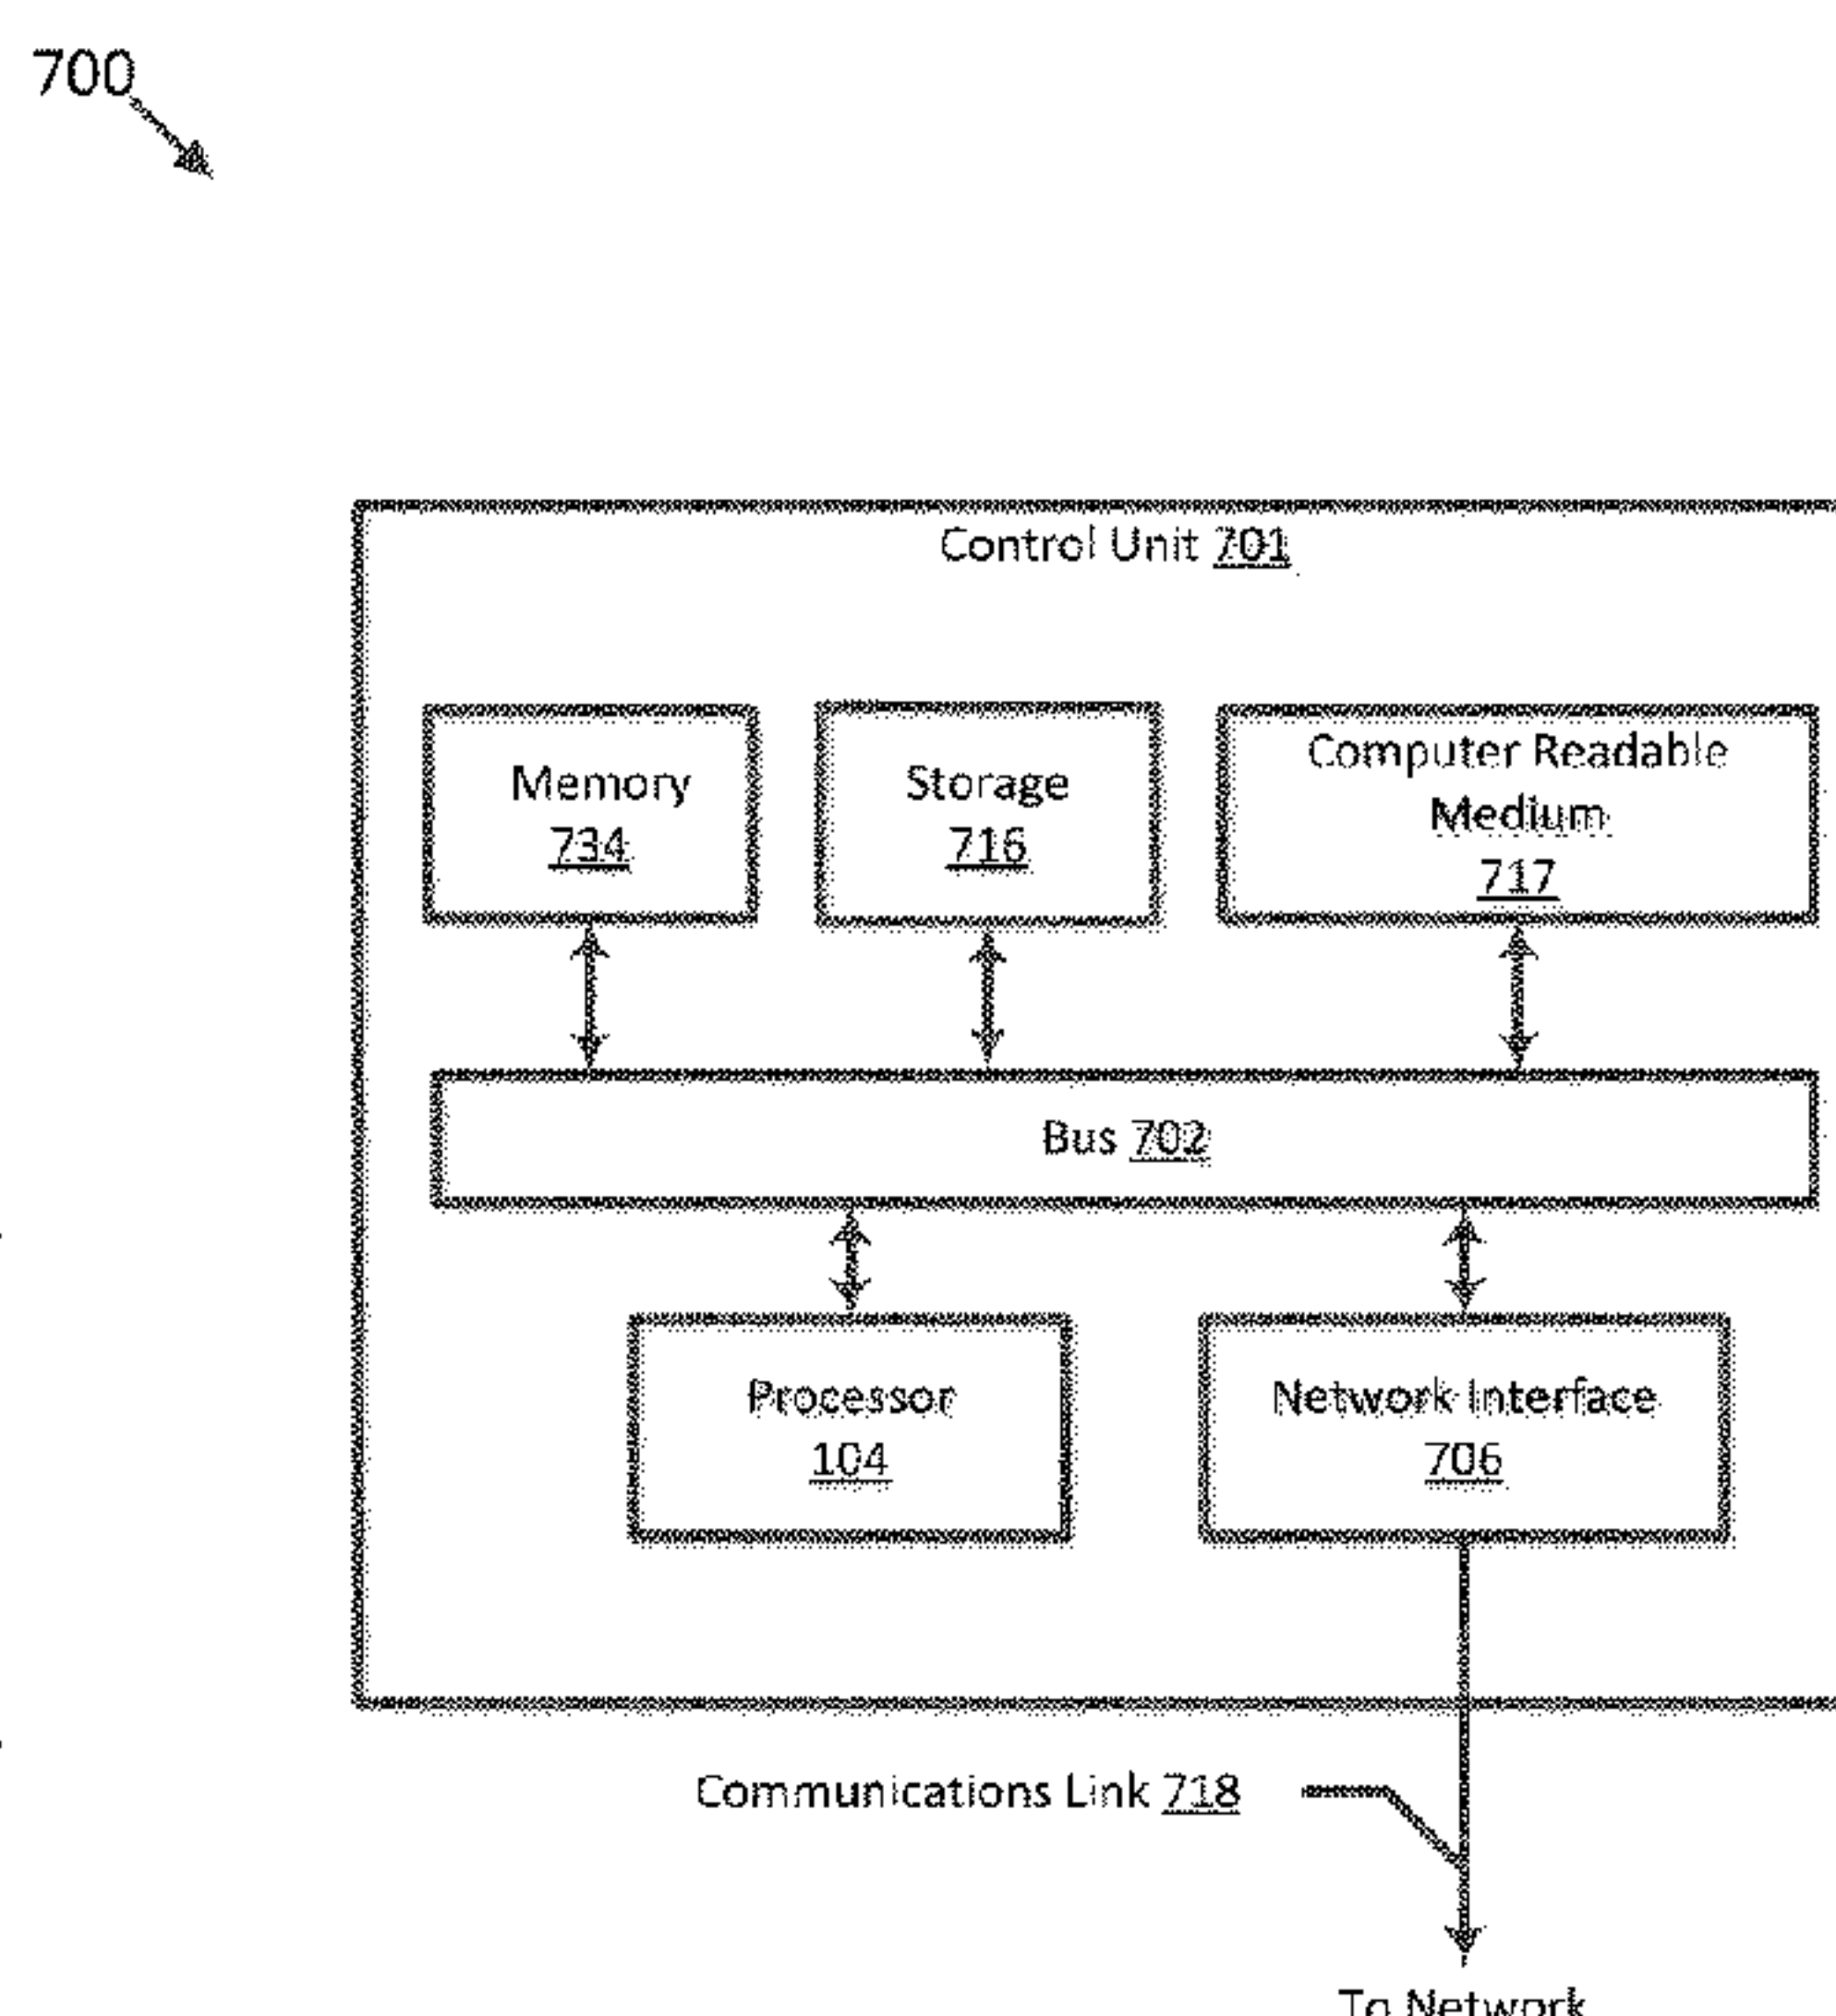 700
Control Unit 701
Memory
734
Storage
716
Computer Readable
Medium
717
Bus 702
Processor
104
Network Interface
706
Communications Link 718
To Network